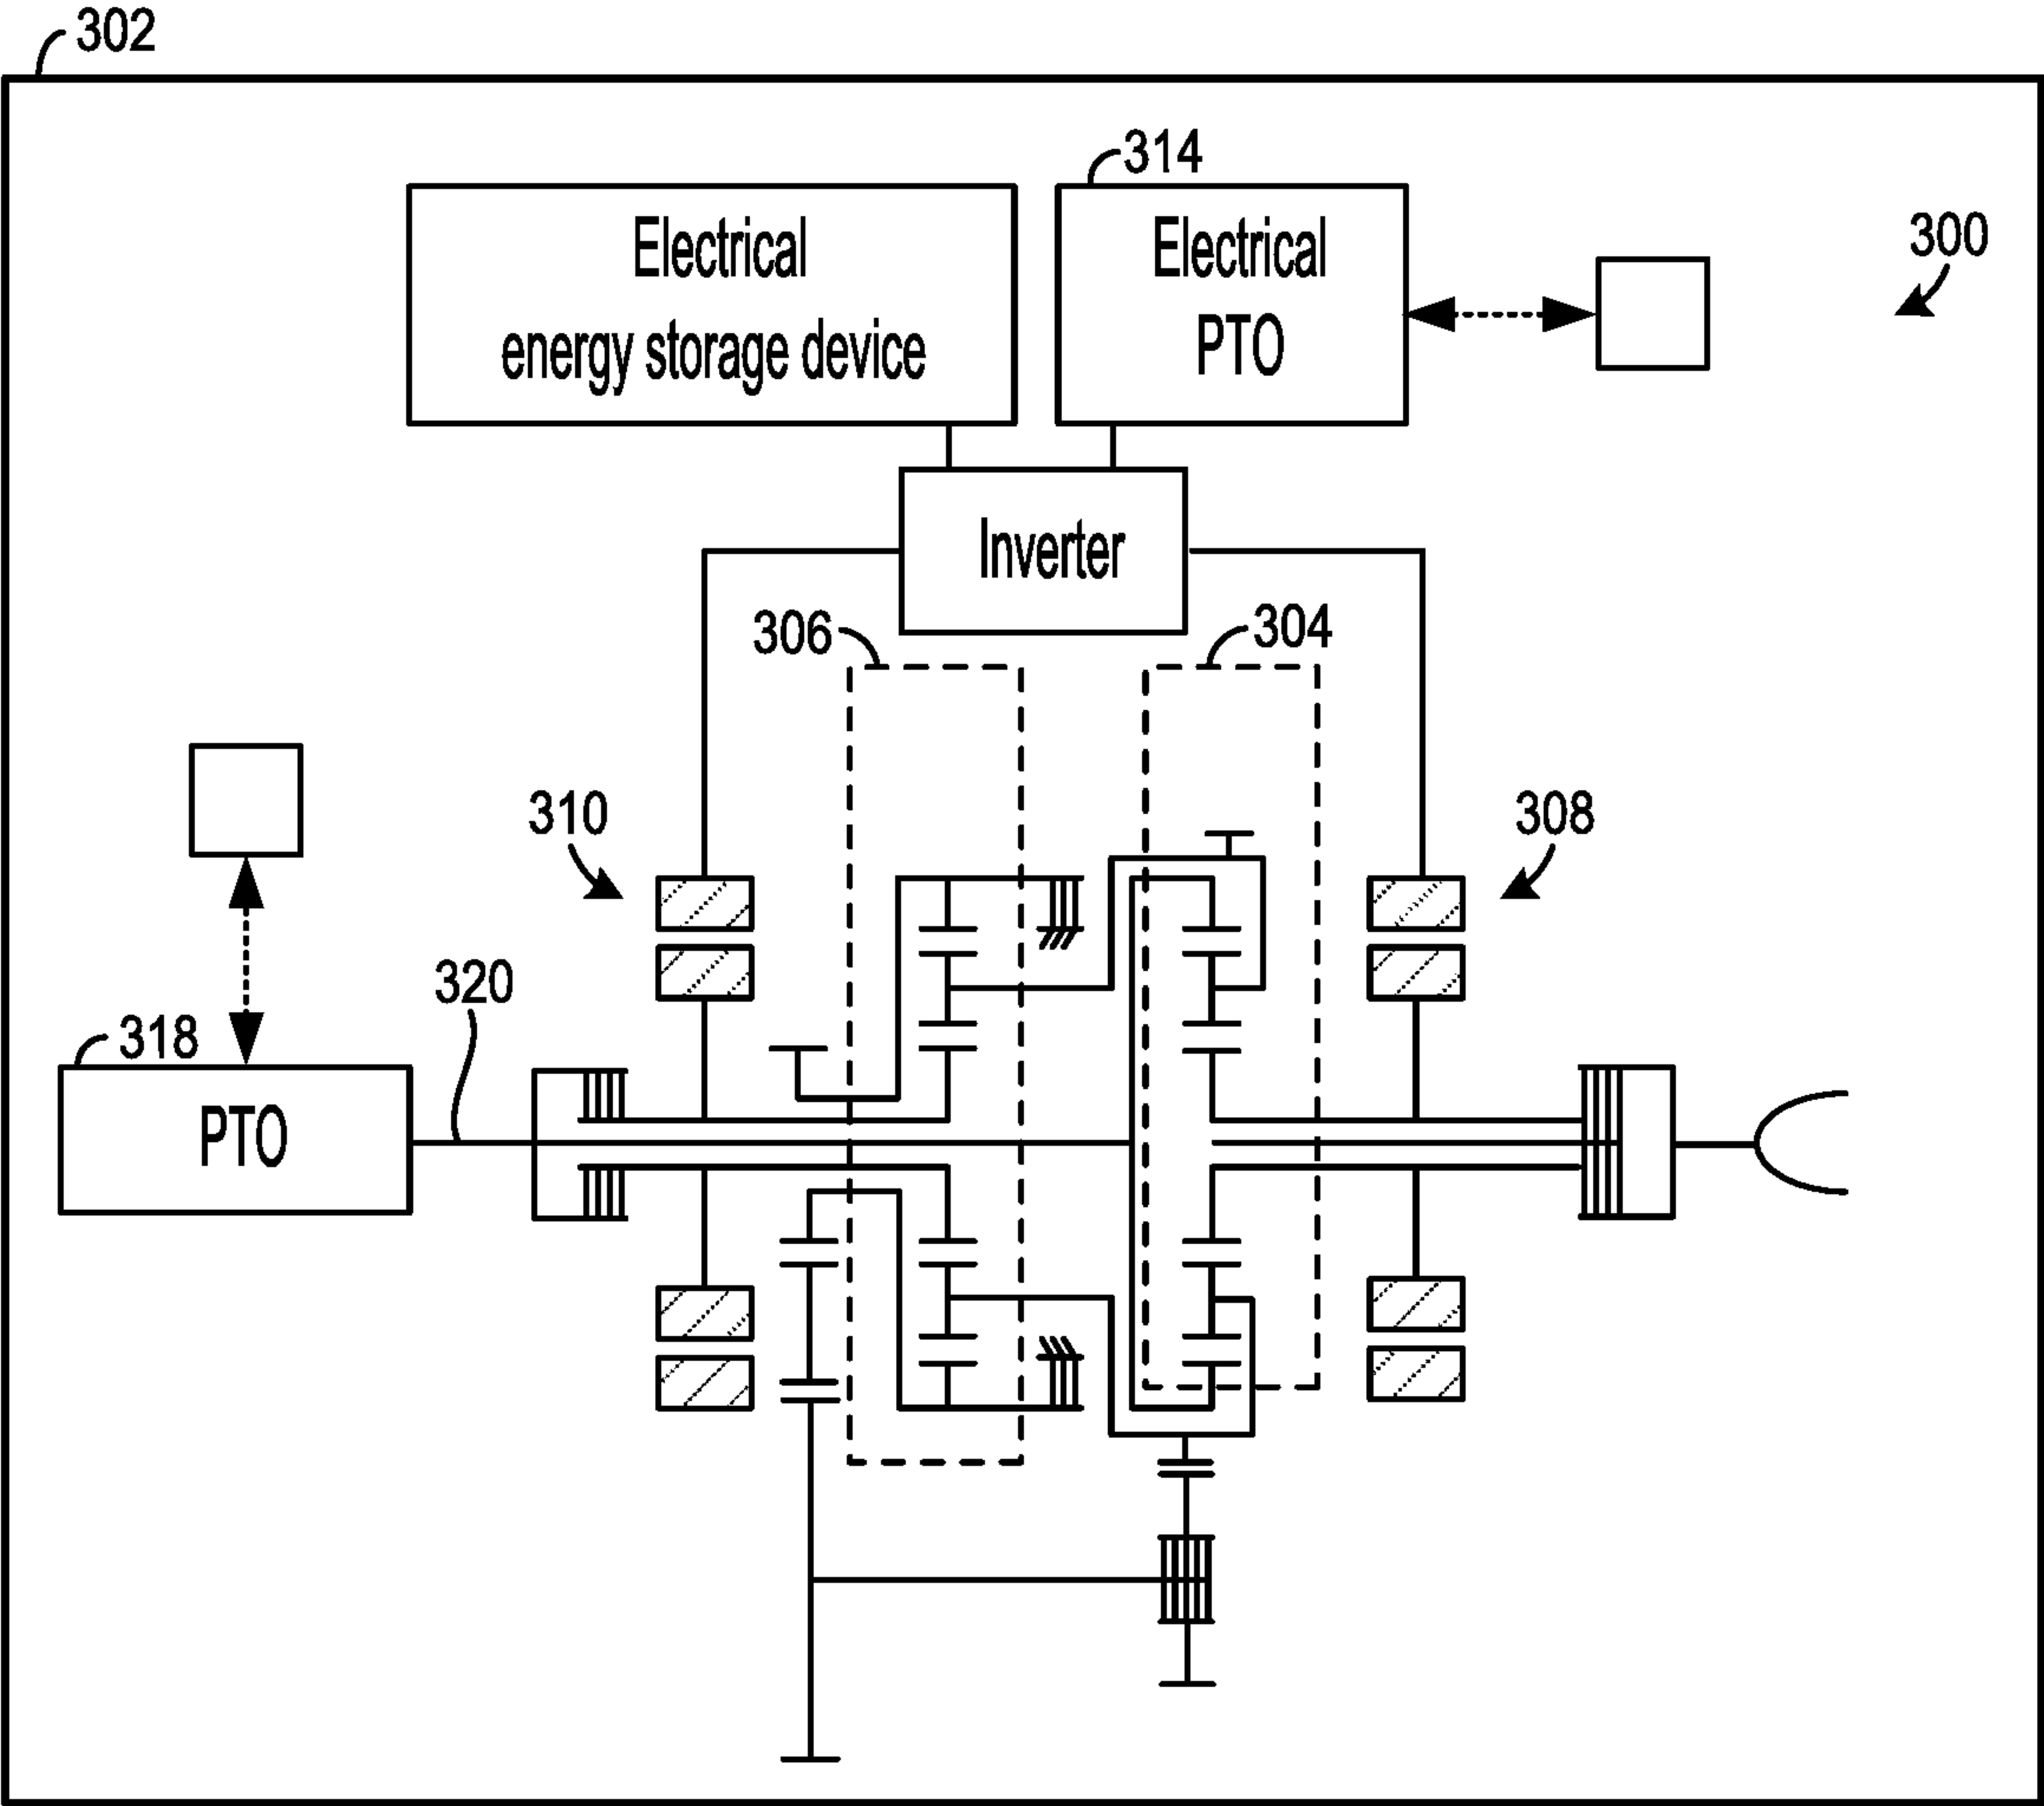 302
314
Electrical
energy storage device
Electrical
PTO
300
Inverter
306
304
310
308
320
318
PTO